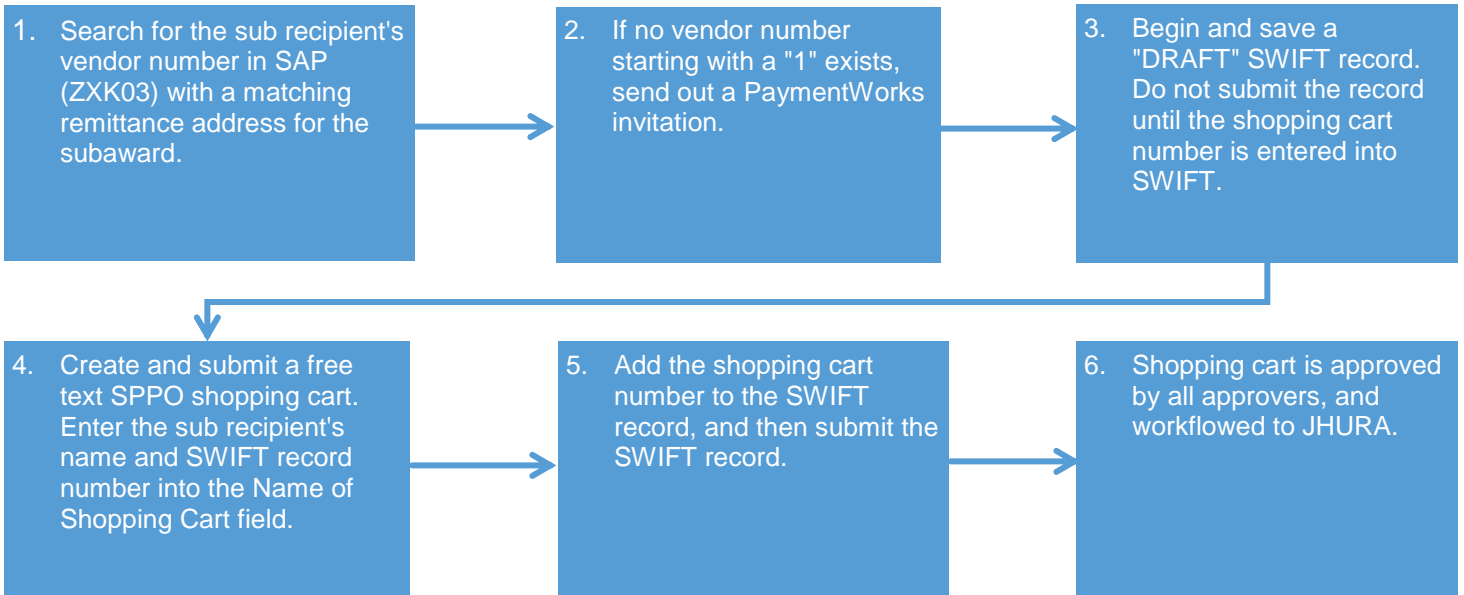 1. Search for the sub recipient's
vendor number in SAP
(ZXK03) with a matching
remittance address for the
subaward.
2. If no vendor number
starting with a "1" exists,
send out a PaymentWorks
invitation.
3. Begin and save a
"DRAFT" SWIFT record.
Do not submit the record
until the shopping cart
number is entered into
SWIFT.
4. Create and submit a free
text SPPO shopping cart.
Enter the sub recipient's
name and SWIFT record
number into the Name of
Shopping Cart field.
5. Add the shopping cart
number to the SWIFT
record, and then submit the
SWIFT record.
6. Shopping cart is approved
by all approvers, and
workflowed to JHURA.